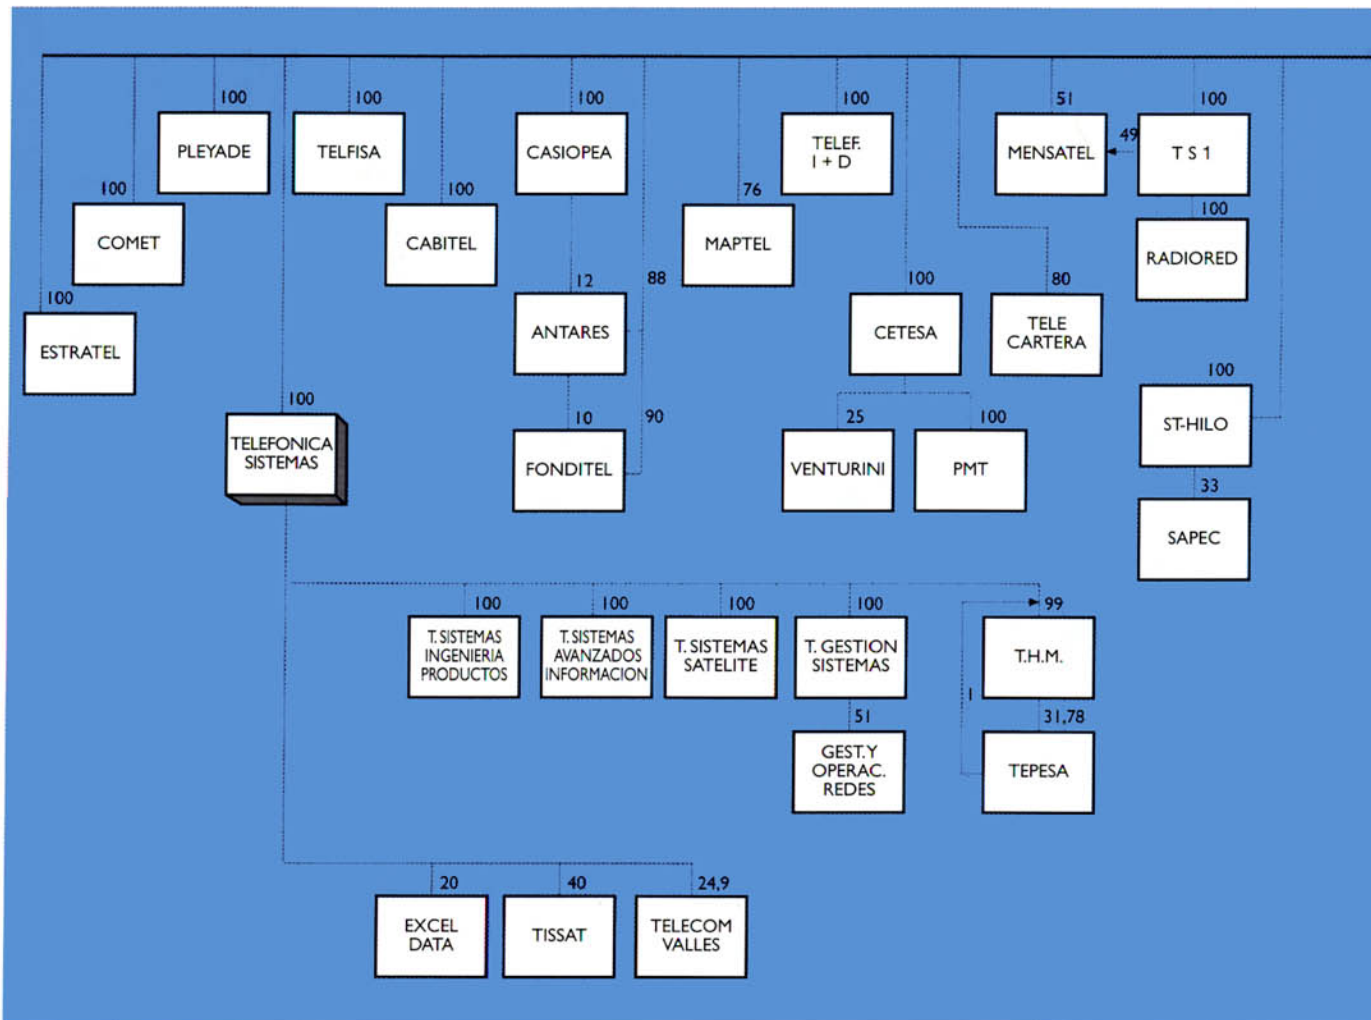 100
PLEYADE
100
TELFISA
100
CASIOPEA
100
TELEF.
I + D
51
MENSATEL
49
100
T S 1
100
COMET
100
CABITEL
76
MAPTEL
100
RADIORED
100
ESTRATEL
12
ANTARES
88
100
CETESA
80
TELE
CARTERA
100
TELEFONICA
SISTEMAS
10
FONDITEL
90
25
VENTURINI
100
PMT
100
ST-HILO
33
SAPEC
100
T. SISTEMAS
INGENIERIA
PRODUCTOS
100
T. SISTEMAS
AVANZADOS
INFORMACION
100
T. SISTEMAS
SATELITE
100
T. GESTION
SISTEMAS
99
T.H.M.
1
51
GEST. Y
OPERAC.
REDES
31,78
TEPESA
20
EXCEL
DATA
40
TISSAT
24,9
TELECOM
VALLES